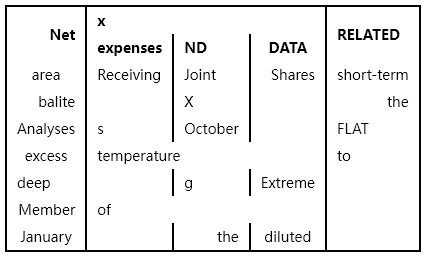 Net x expenses ND DATA RELATED
area Receiving Joint Shares short-term
balite X the
Analyses s October FLAT
excess temperature to
deep g Extreme
Member of
January the diluted